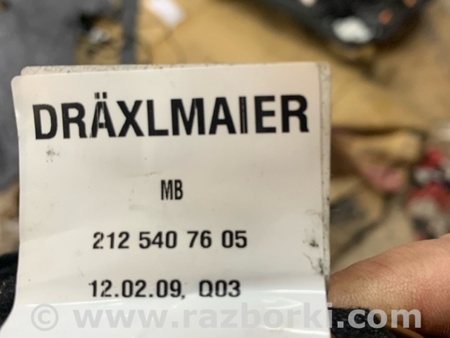 DRÄXLMAIER
MB
212 540 76 05
12.02.09, Q03
© www.razborki.com